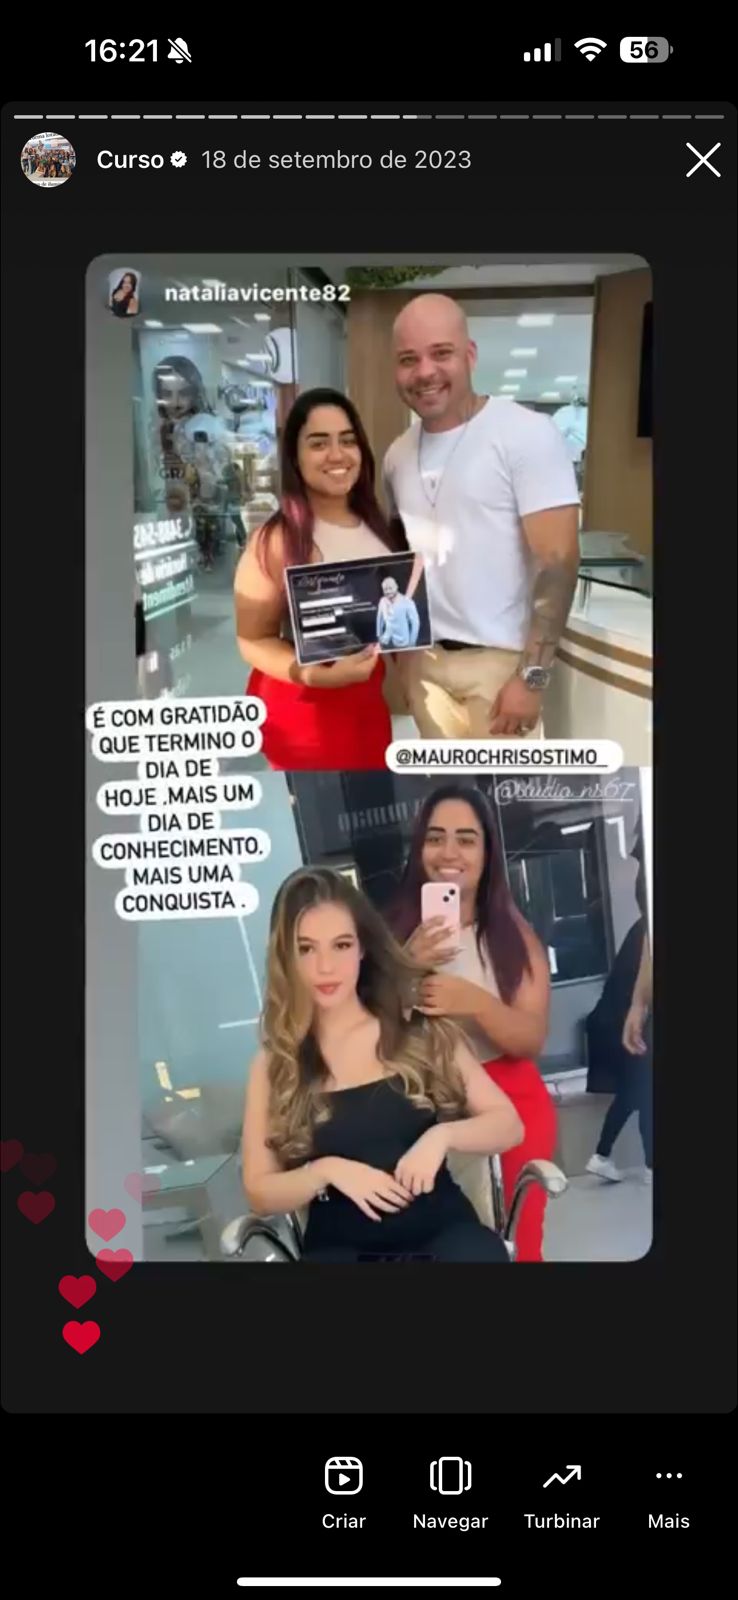 16:21
56
Curso
18 de setembro de 2023
nataliavicente82
É COM GRATIDÃO
QUE TERMINO O
DIA DE
HOJE .MAIS UM
DIA DE
CONHECIMENTO.
MAIS UMA
CONQUISTA .
@MAUROCHRISOSTIMO_
@studio_ns67
Criar
Navegar
Turbinar
Mais